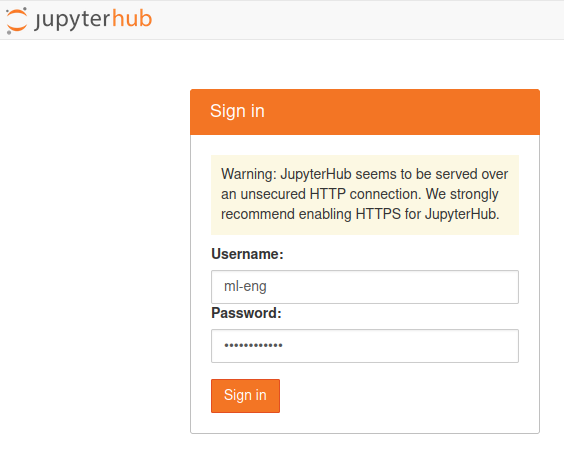 jupyterhub
Sign in
Warning: JupyterHub seems to be served over
an unsecured HTTP connection. We strongly
recommend enabling HTTPS for JupyterHub.
Username:
ml-eng
Password:
••••••••••••
Sign in